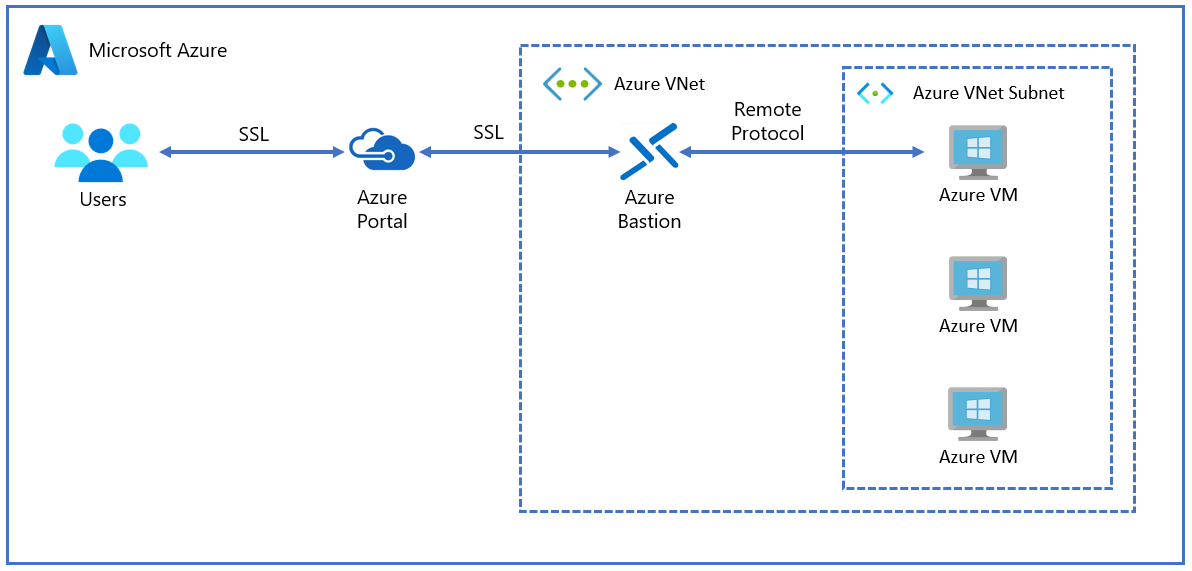 Microsoft Azure
Azure VNet
Azure VNet Subnet
SSL
SSL
Remote
Protocol
Users
Azure
Portal
Azure
Bastion
Azure VM
Azure VM
Azure VM